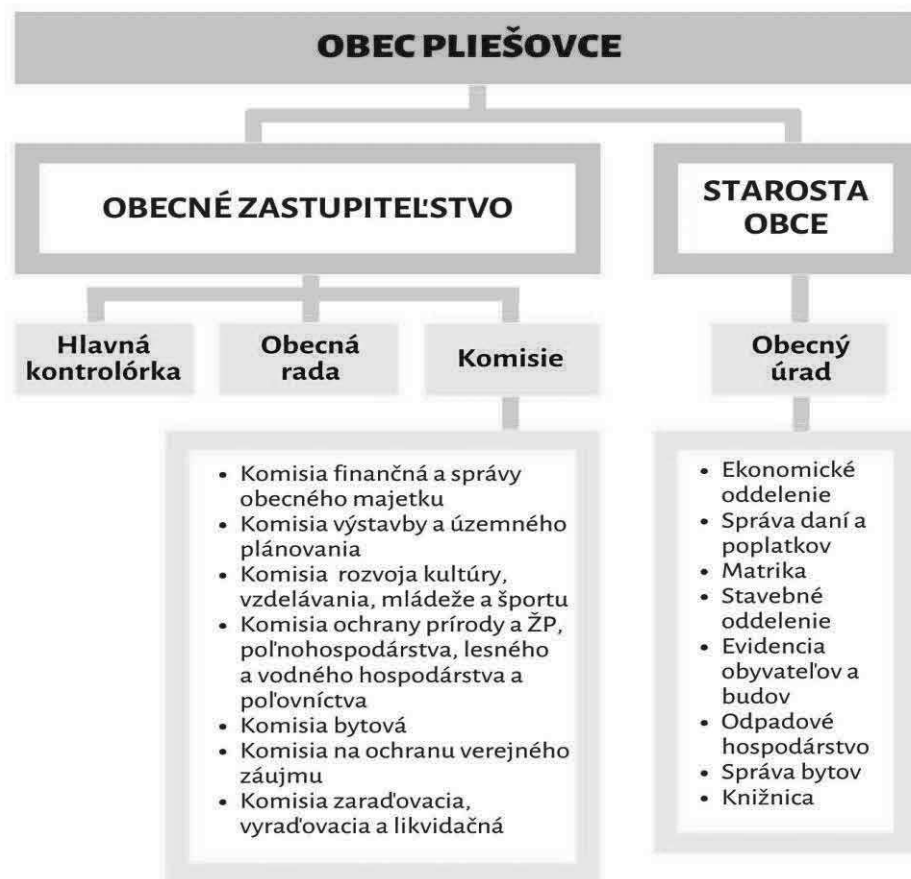 OBEC PLIEŠOVCE
OBECNÉ ZASTUPITEĽSTVO
STAROSTA
OBCE
Hlavná
kontrolórka
Obecná
rada
Komisie
Obecný
úrad
• Komisia finančná a správy
obecného majetku
• Komisia výstavby a územného
plánovania
• Komisia rozvoja kultúry,
vzdelávania, mládeže a športu
• Komisia ochrany prírody a ŽP,
poľnohospodárstva, lesného
a vodného hospodárstva a
poľovníctva
• Komisia bytová
• Komisia na ochranu verejného
záujmu
• Komisia zaraďovacia,
vyraďovacia a likvidačná
• Ekonomické
oddelenie
• Správa daní a
poplatkov
• Matrika
• Stavebné
oddelenie
• Evidencia
obyvateľov a
budov
• Odpadové
hospodárstvo
• Správa bytov
• Knižnica